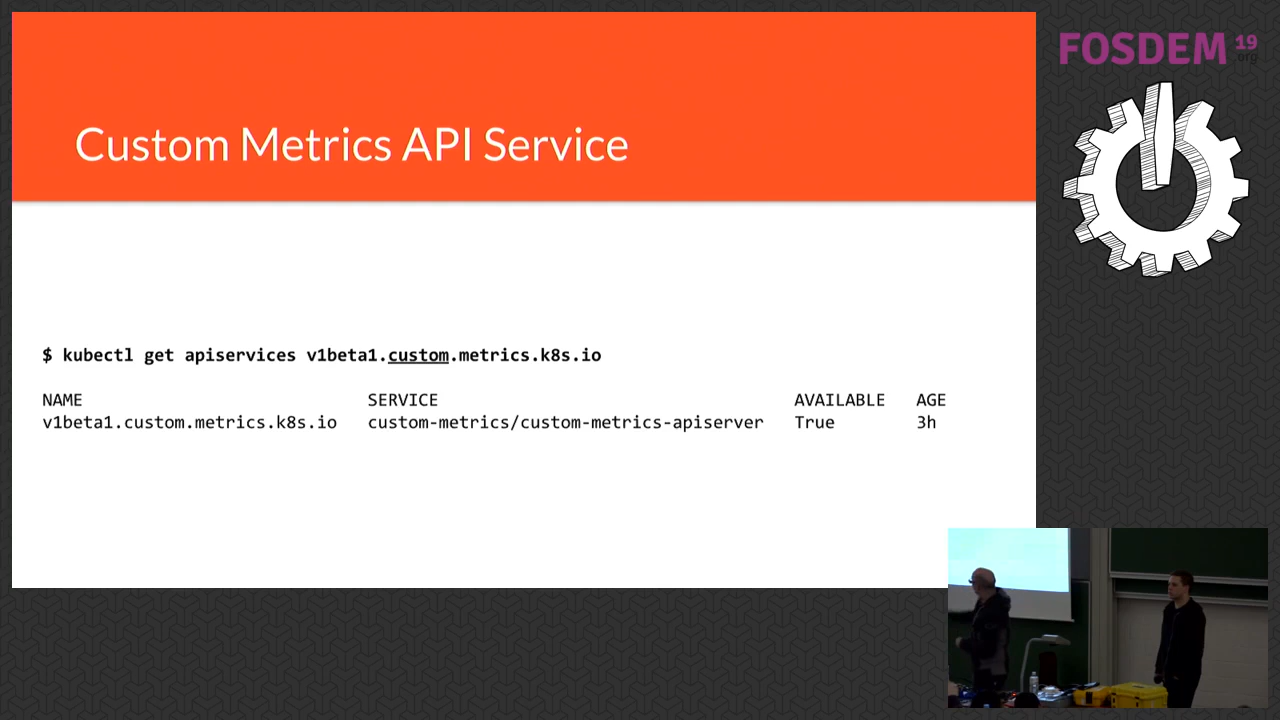 FOSDEM 19
.org
Custom Metrics API Service
$ kubectl get apiservices v1beta1.custom.metrics.k8s.io
NAME SERVICE AVAILABLE AGE
v1beta1.custom.metrics.k8s.io custom-metrics/custom-metrics-apiserver True 3h